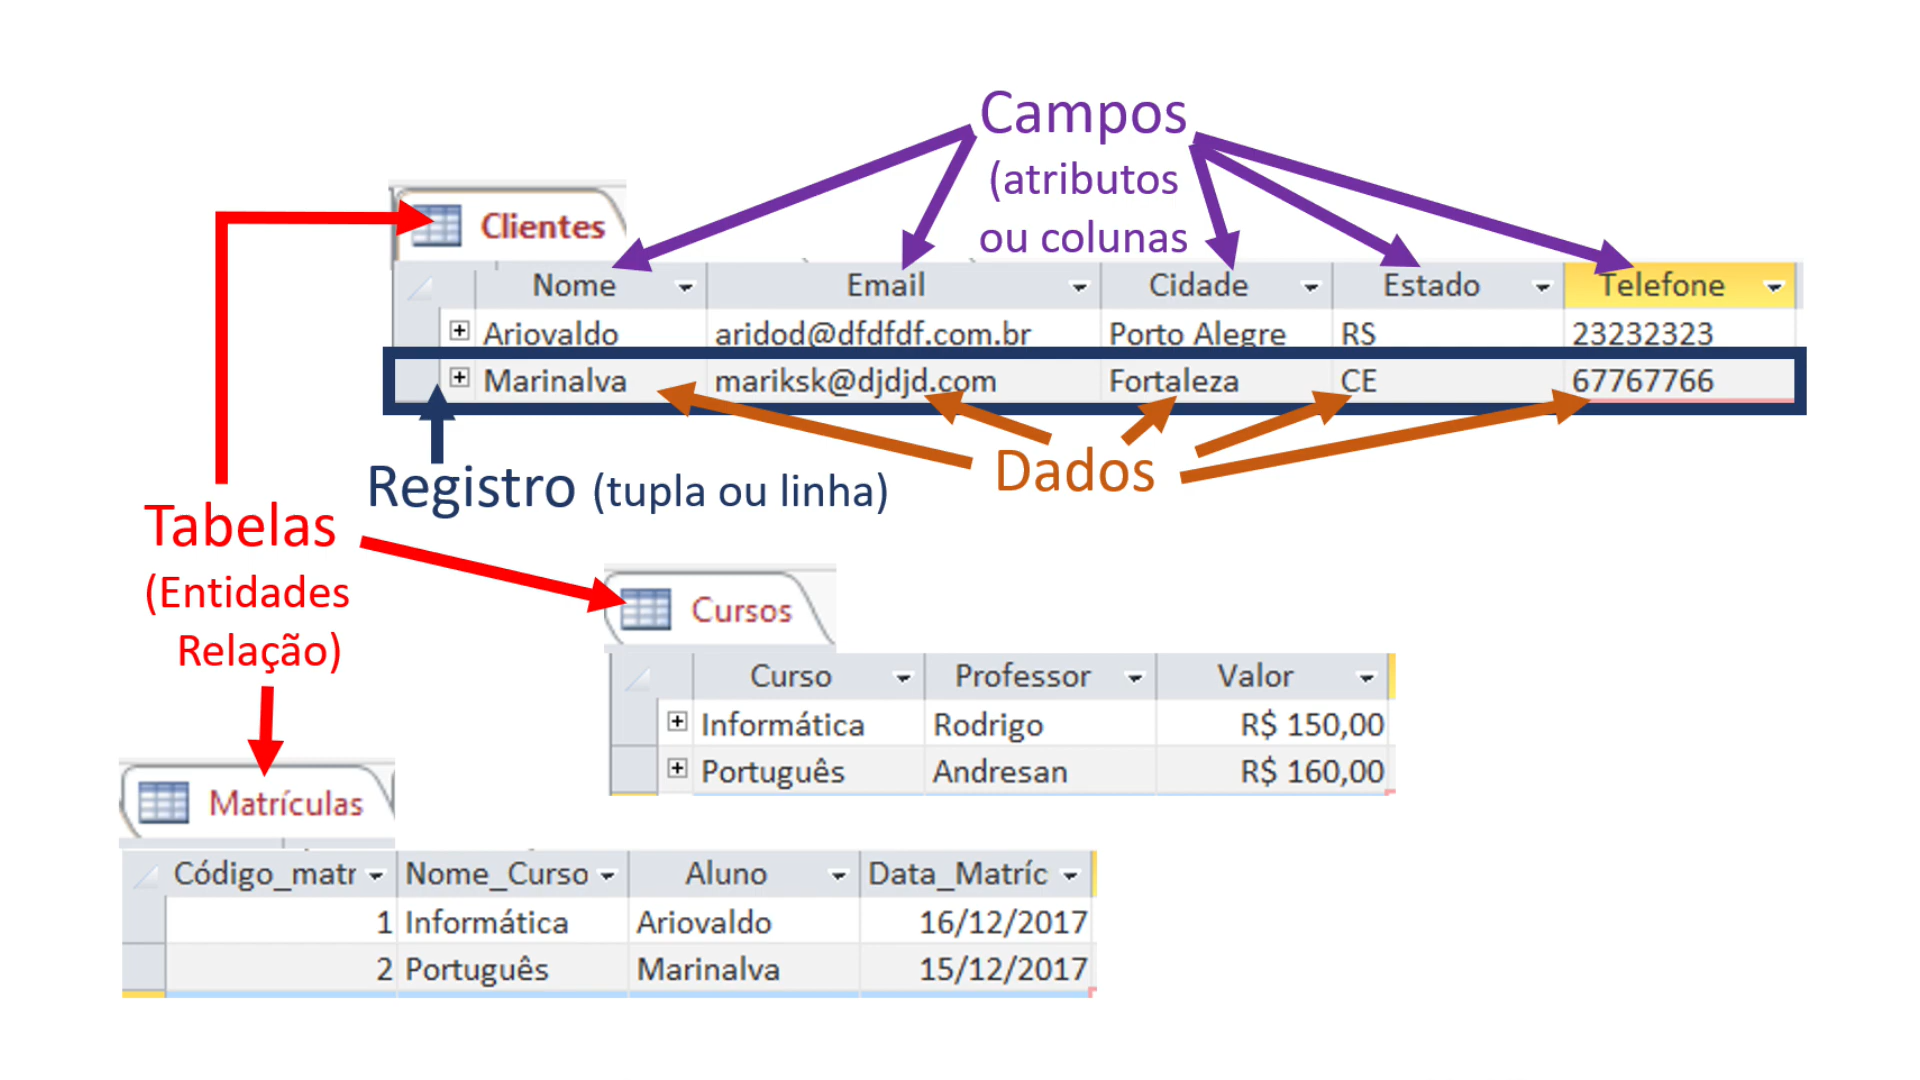 Campos
(atributos
ou colunas
Clientes
Nome Email Cidade Estado Telefone
Ariovaldo aridod@dfdfdf.com.br Porto Alegre RS 23232323
Marinalva mariksk@djdjd.com Fortaleza CE 67767766
Dados
Registro (tupla ou linha)
Tabelas
(Entidades
Relação)
Cursos
Curso Professor Valor
Informática Rodrigo R$ 150,00
Português Andresan R$ 160,00
Matrículas
Código_matr Nome_Curso Aluno Data_Matríc
1 Informática Ariovaldo 16/12/2017
2 Português Marinalva 15/12/2017